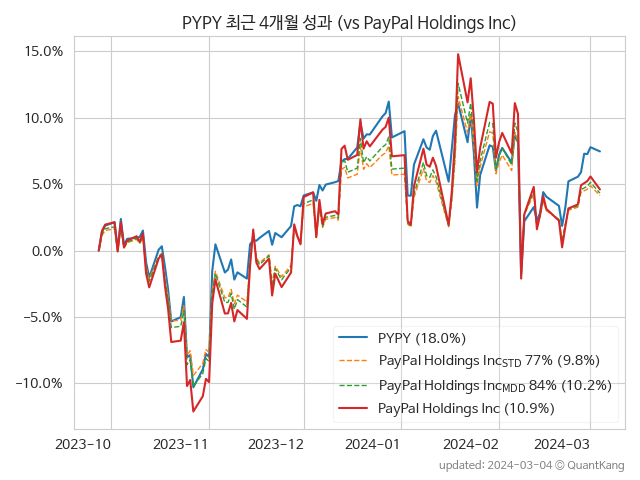 PYPY 최근 4개월 성과 (vs PayPal Holdings Inc)
15.0%
10.0%
5.0%
0.0%
−5.0%
−10.0%
PYPY (18.0%)
PayPal Holdings IncSTD 77% (9.8%)
PayPal Holdings IncMDD 84% (10.2%)
PayPal Holdings Inc (10.9%)
2023-10 2023-11 2023-12 2024-01 2024-02 2024-03
updated: 2024-03-04 © QuantKang